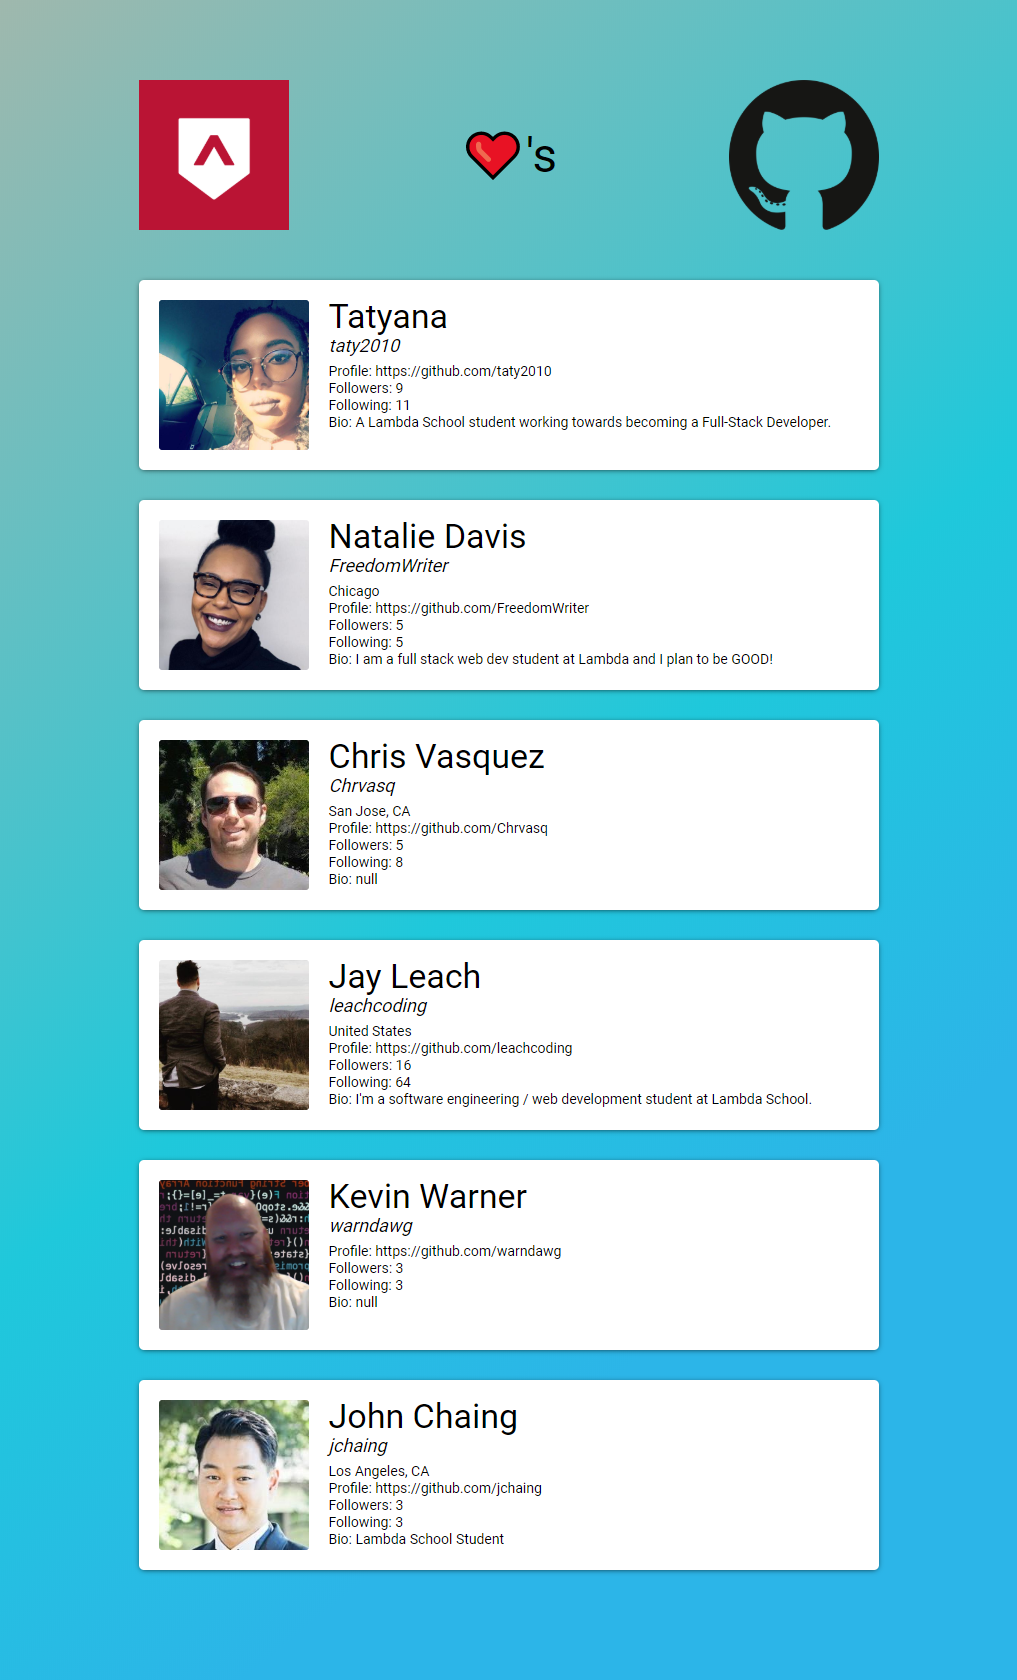 's
Tatyana
taty2010
Profile: https://github.com/taty2010
Followers: 9
Following: 11
Bio: A Lambda School student working towards becoming a Full-Stack Developer.
Natalie Davis
FreedomWriter
Chicago
Profile: https://github.com/FreedomWriter
Followers: 5
Following: 5
Bio: I am a full stack web dev student at Lambda and I plan to be GOOD!
Chris Vasquez
Chrvasq
San Jose, CA
Profile: https://github.com/Chrvasq
Followers: 5
Following: 8
Bio: null
Jay Leach
leachcoding
United States
Profile: https://github.com/leachcoding
Followers: 16
Following: 64
Bio: I'm a software engineering / web development student at Lambda School.
Kevin Warner
warndawg
Profile: https://github.com/warndawg
Followers: 3
Following: 3
Bio: null
John Chaing
jchaing
Los Angeles, CA
Profile: https://github.com/jchaing
Followers: 3
Following: 3
Bio: Lambda School Student